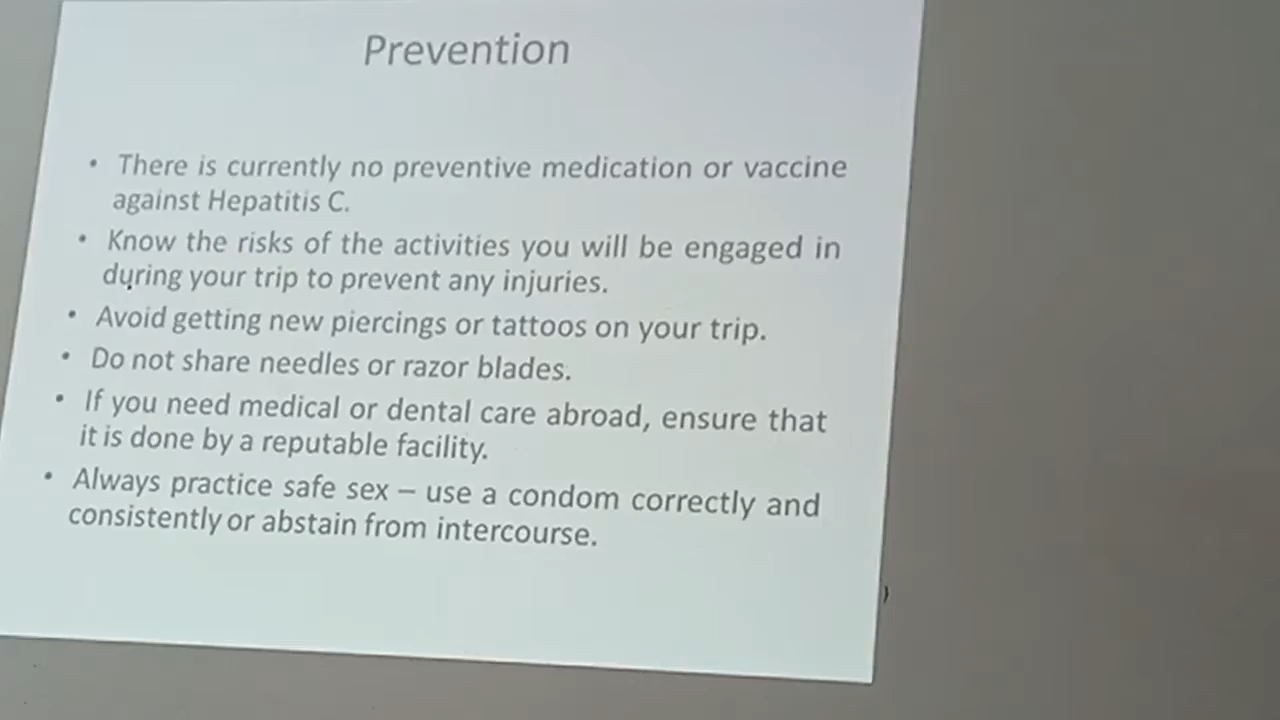 Prevention
• There is currently no preventive medication or vaccine
against Hepatitis C.
• Know the risks of the activities you will be engaged in
during your trip to prevent any injuries.
• Avoid getting new piercings or tattoos on your trip.
• Do not share needles or razor blades.
• If you need medical or dental care abroad, ensure that
it is done by a reputable facility.
• Always practice safe sex – use a condom correctly and
consistently or abstain from intercourse.